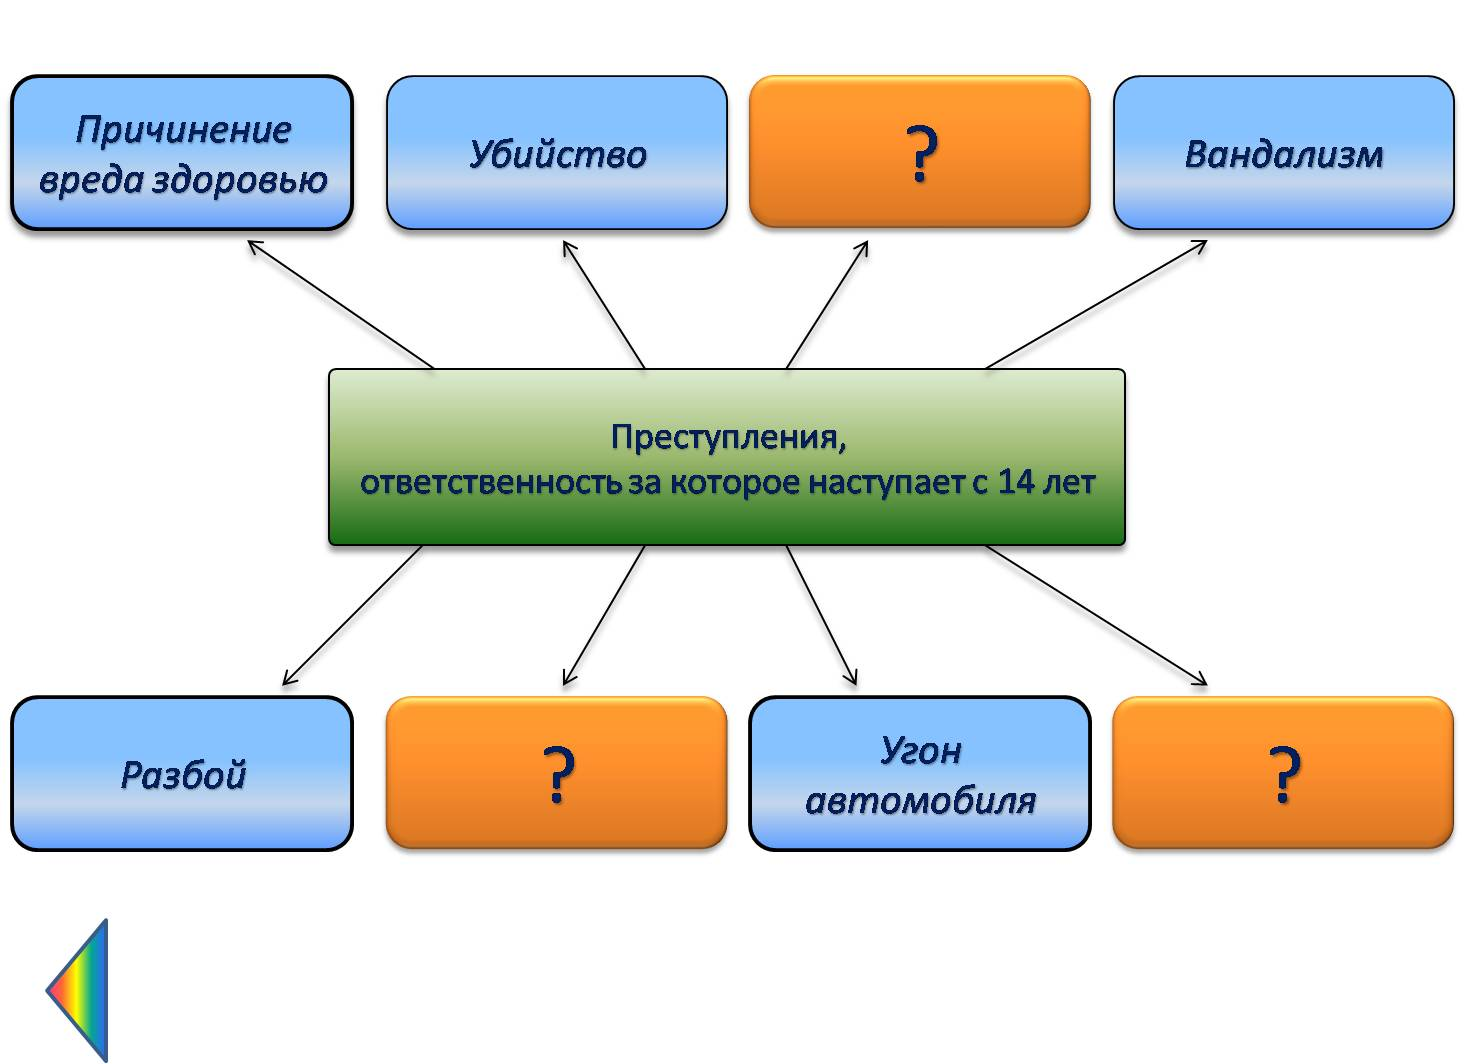 Причинение
вреда здоровью
Убийство
?
Вандализм
Преступления,
ответственность за которое наступает с 14 лет
Разбой
?
Угон
автомобиля
?